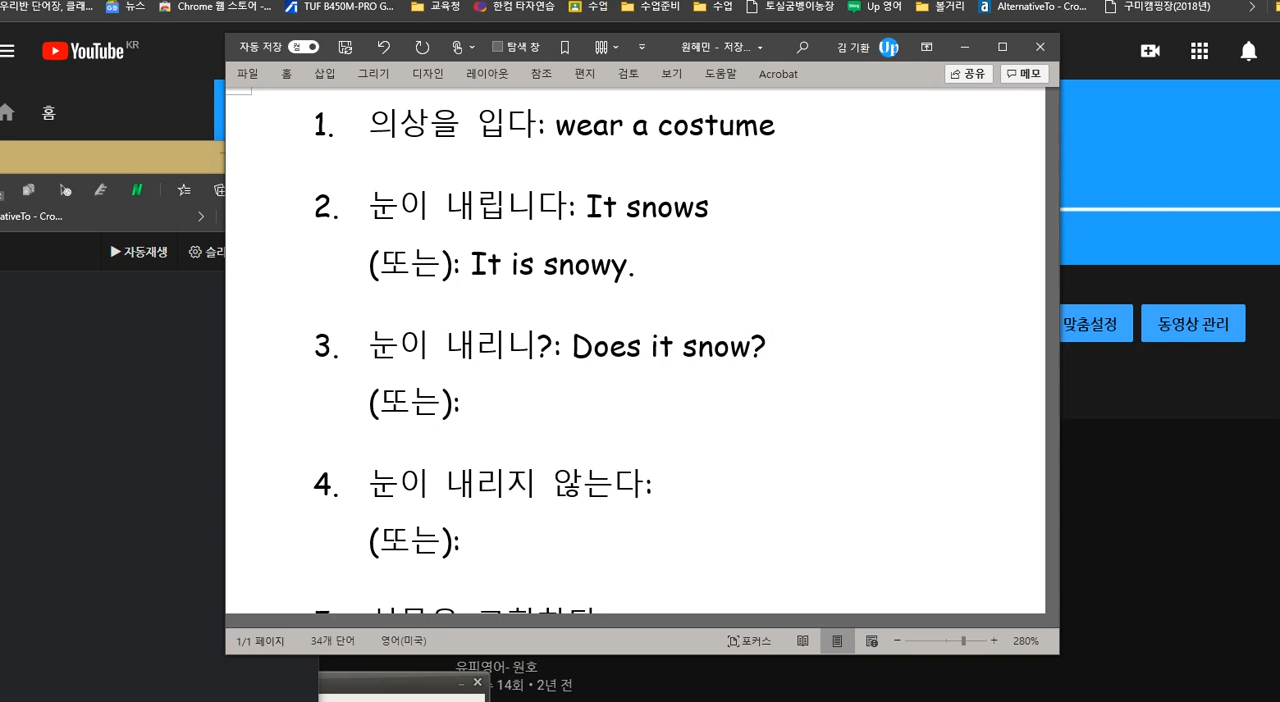 우리반 단어장, 클래... 뉴스 Chrome 웹 스토어 -... TUF B450M-PRO G... 교육청 한컴 타자연습 수업 수업준비 수업 토실궁뱅이농장 Up 영어 볼거리 AlternativeTo - Cro... 구미캠핑장(2018년)
YouTube KR
자동 저장 컴 탐색 창 원혜민 - 저장... 김 기환 Up
파일 홈 삽입 그리기 디자인 레이아웃 참조 편지 검토 보기 도움말 Acrobat 공유 메모
홈
1. 의상을 입다: wear a costume
2. 눈이 내립니다: It snows
(또는): It is snowy.
3. 눈이 내리니?: Does it snow?
(또는):
4. 눈이 내리지 않는다:
(또는):
nativeTo - Cro...
자동재생 슬리
맞춤설정 동영상 관리
1/1 페이지 34개 단어 영어(미국) 포커스 280%
유피영어- 원호
14회 • 2년 전